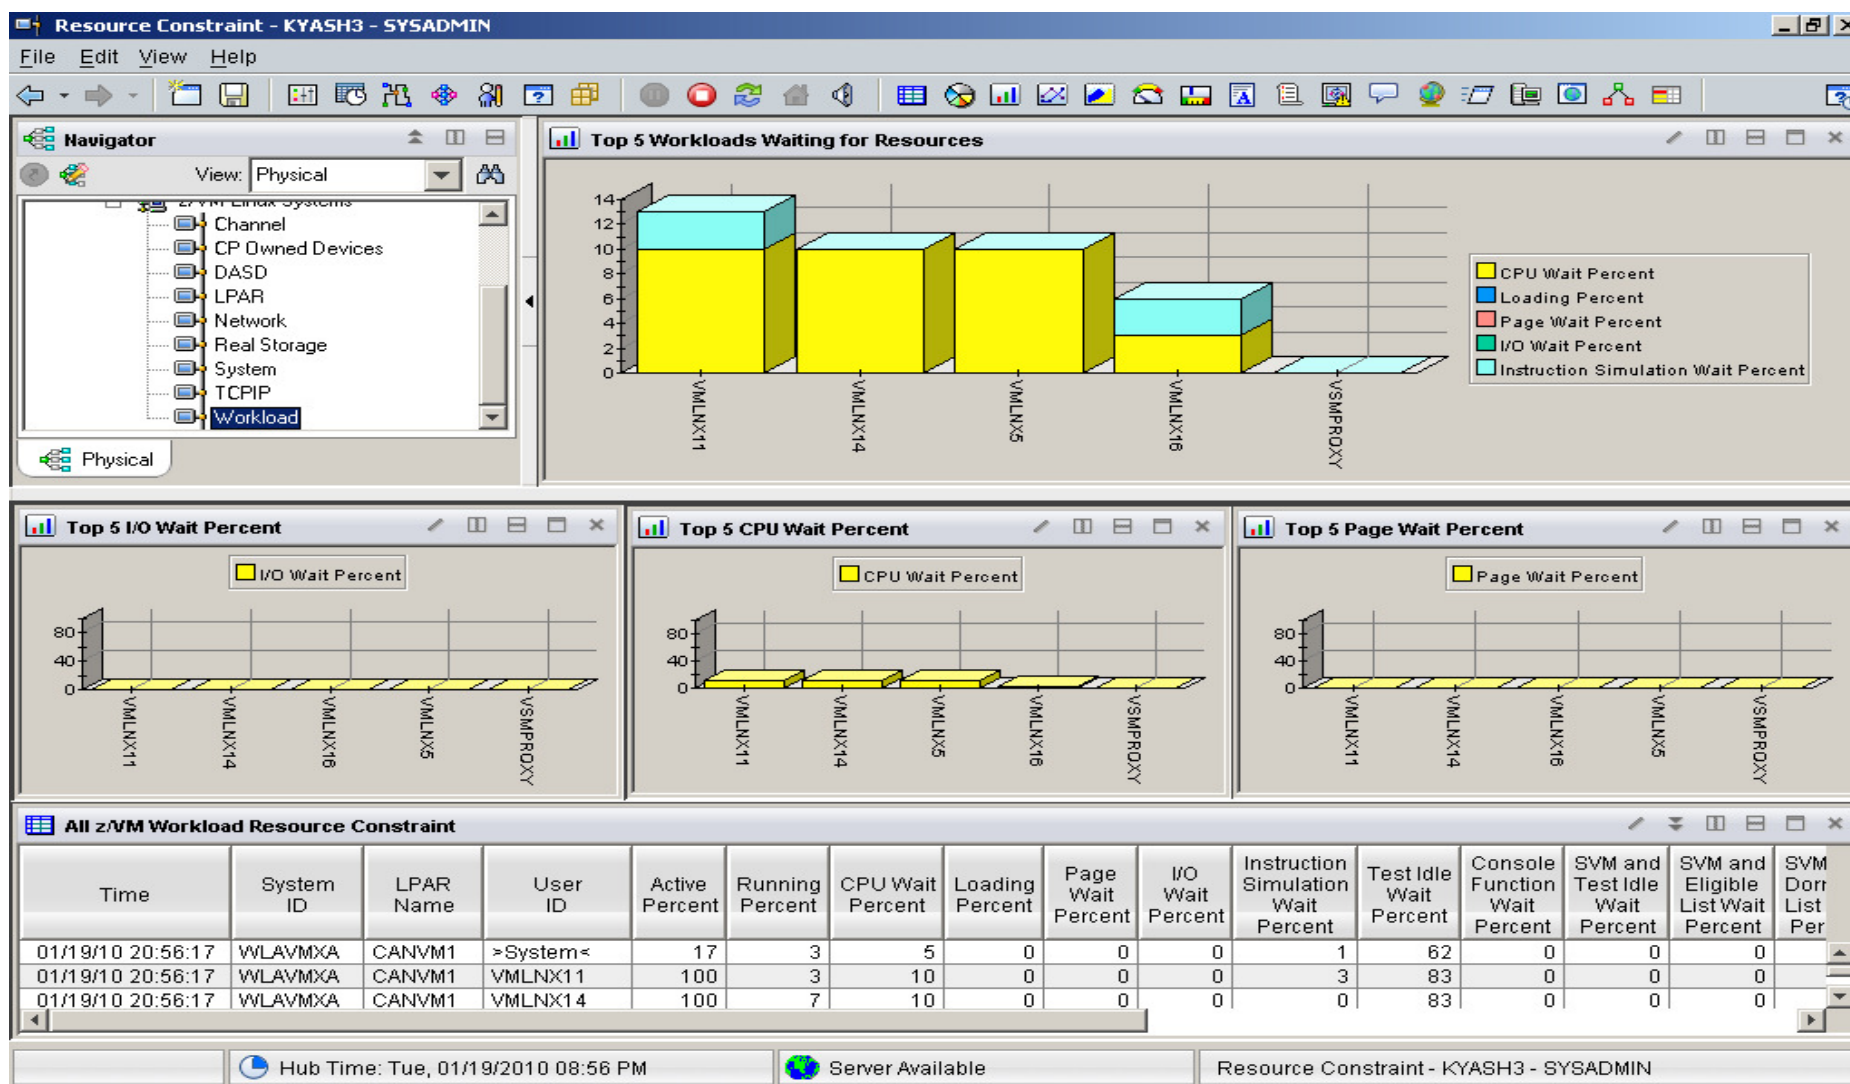 Resource Constraint - KYASH3 - SYSADMIN
File Edit View Help
Navigator
View: Physical
z/VM Linux Systems
Channel
CP Owned Devices
DASD
LPAR
Network
Real Storage
System
TCPIP
Workload
Physical
Top 5 Workloads Waiting for Resources
14
12
10
8
6
4
2
0
VMLNX11 VMLNX14 VMLNX5 VMLNX16 VSMPROXY
CPU Wait Percent
Loading Percent
Page Wait Percent
I/O Wait Percent
Instruction Simulation Wait Percent
Top 5 I/O Wait Percent
I/O Wait Percent
80
40
0
VMLNX11 VMLNX14 VMLNX16 VMLNX5 VSMPROXY
Top 5 CPU Wait Percent
CPU Wait Percent
80
40
0
VMLNX11 VMLNX14 VMLNX5 VMLNX16 VSMPROXY
Top 5 Page Wait Percent
Page Wait Percent
80
40
0
VMLNX11 VMLNX14 VMLNX16 VMLNX5 VSMPROXY
All z/VM Workload Resource Constraint
Time System ID LPAR Name User ID Active Percent Running Percent CPU Wait Percent Loading Percent Page Wait Percent I/O Wait Percent Instruction Simulation Wait Percent Test Idle Wait Percent Console Function Wait Percent SVM and Test Idle Wait Percent SVM and Eligible List Wait Percent SVM Dorr List Per
01/19/10 20:56:17 WLAVMXA CANVM1 >System< 17 3 5 0 0 0 1 62 0 0 0
01/19/10 20:56:17 WLAVMXA CANVM1 VMLNX11 100 3 10 0 0 0 3 83 0 0 0
01/19/10 20:56:17 WLAVMXA CANVM1 VMLNX14 100 7 10 0 0 0 0 83 0 0 0
Hub Time: Tue, 01/19/2010 08:56 PM
Server Available
Resource Constraint - KYASH3 - SYSADMIN